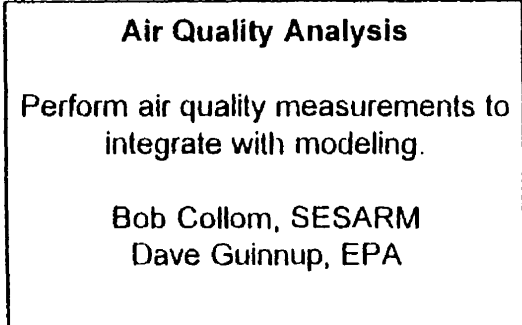 Air Quality Analysis
Perform air quality measurements to
integrate with modeling.
Bob Collom, SESARM
Dave Guinnup, EPA